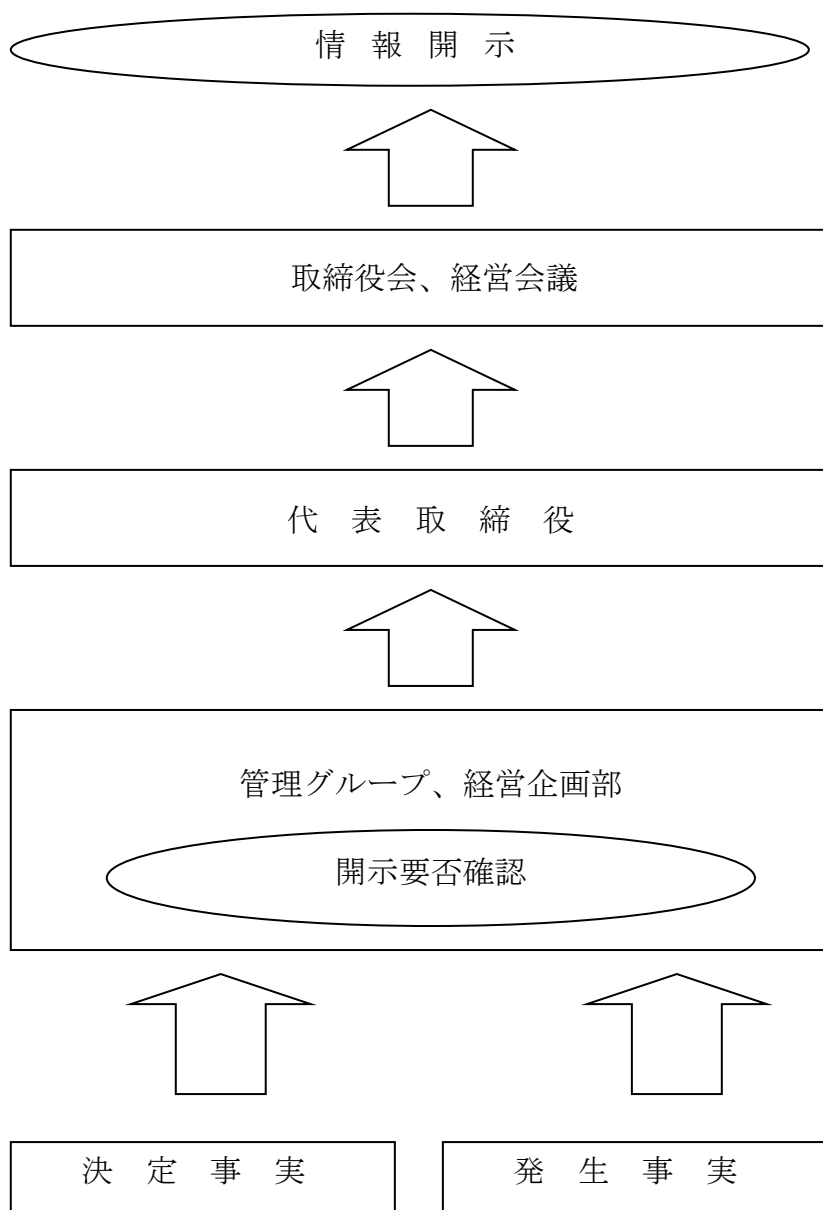 情報開示
取締役会、経営会議
代表取締役
管理グループ、経営企画部
開示要否確認
決定事実
発生事実